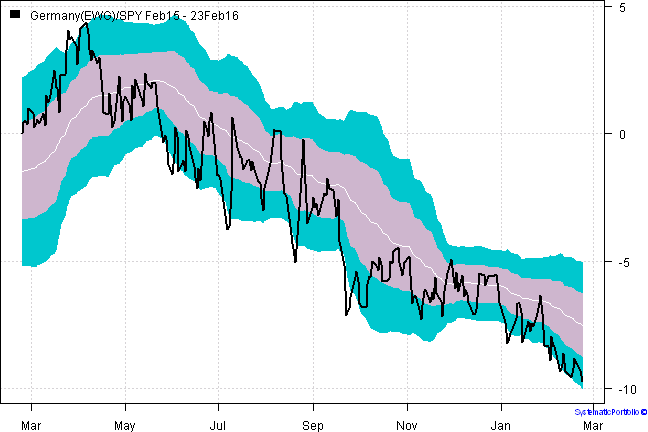 Germany(EWG)/SPY Feb15 - 23Feb16
5
0
-5
-10
SystematicPortfolio ©
Mar May Jul Sep Nov Jan Mar